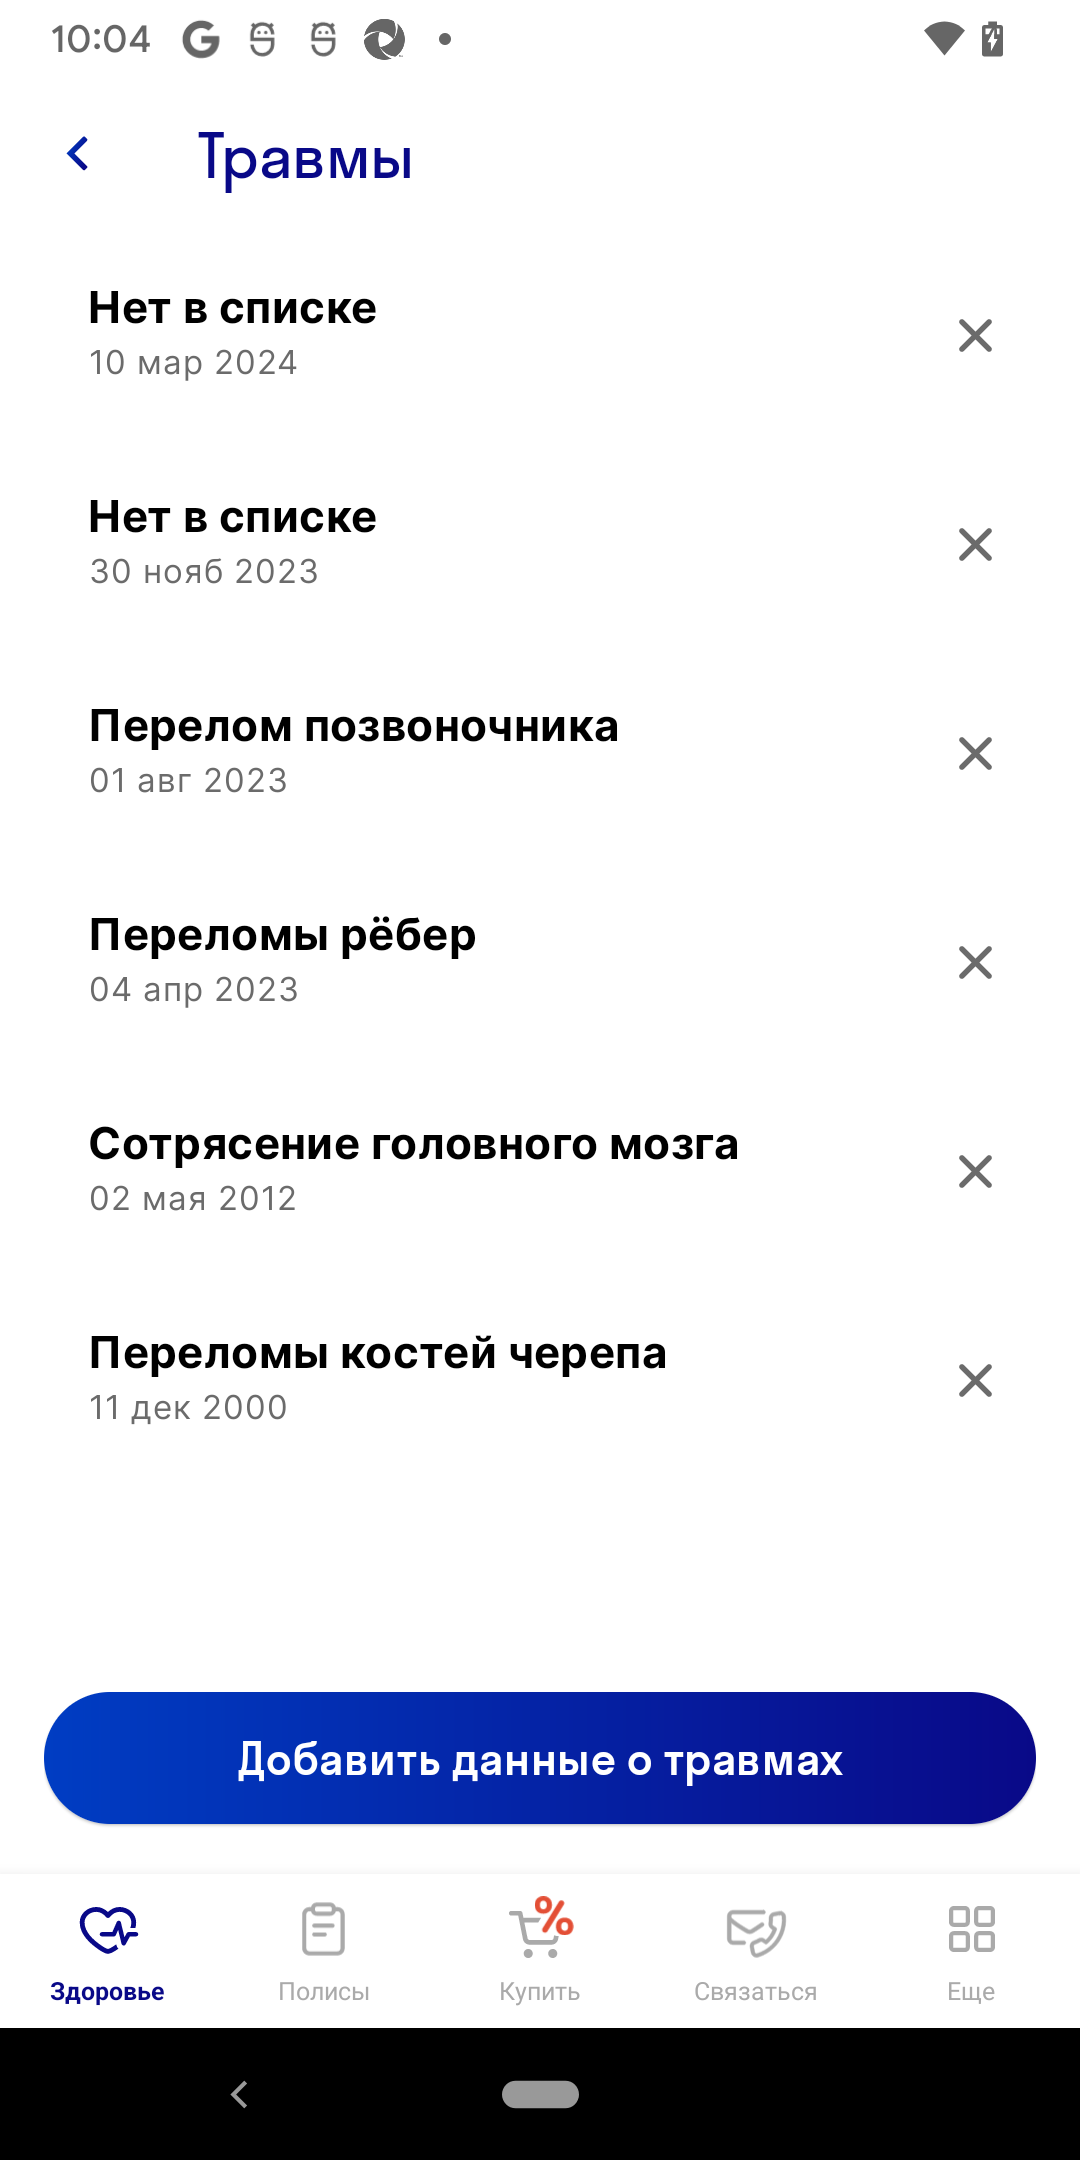 10:04
Травмы
Нет в списке
10 мар 2024
Нет в списке
30 нояб 2023
Перелом позвоночника
01 авг 2023
Переломы рёбер
04 апр 2023
Сотрясение головного мозга
02 мая 2012
Переломы костей черепа
11 дек 2000
Добавить данные о травмах
Здоровье
Полисы
Купить
Связаться
Еще